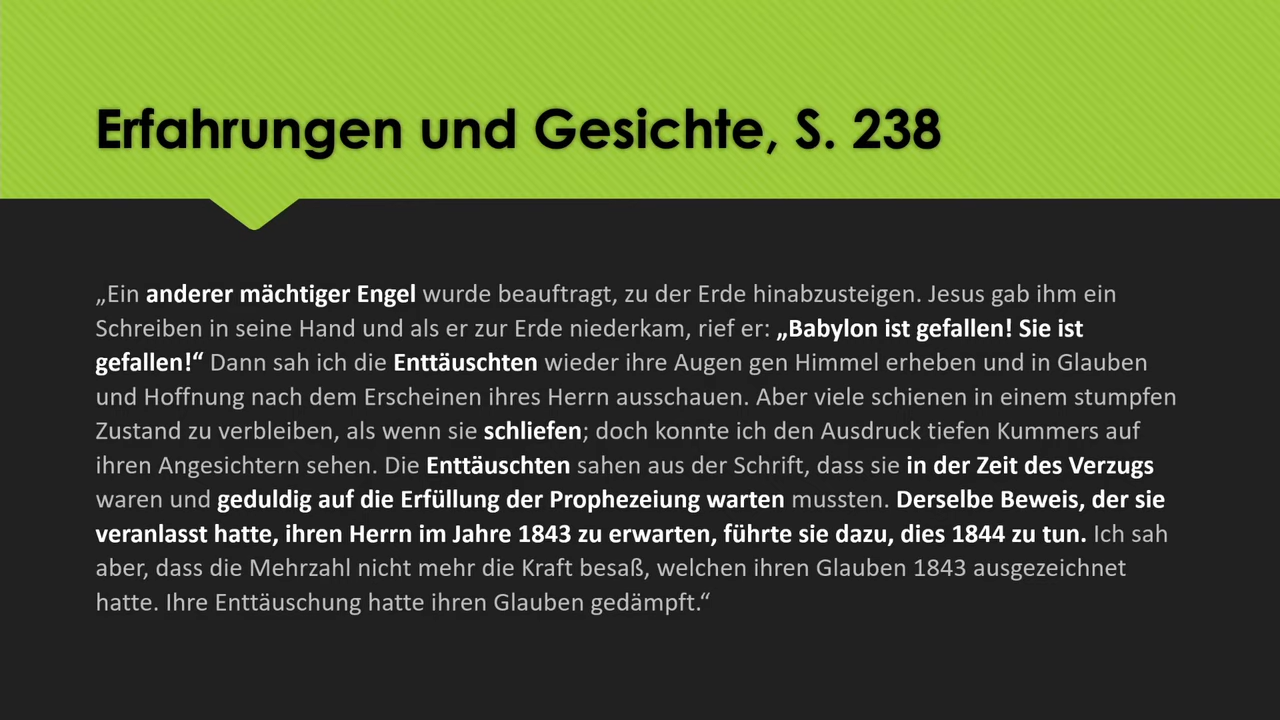 Erfahrungen und Gesichte, S. 238
„Ein anderer mächtiger Engel wurde beauftragt, zu der Erde hinabzusteigen. Jesus gab ihm ein
Schreiben in seine Hand und als er zur Erde niederkam, rief er: „Babylon ist gefallen! Sie ist
gefallen!“ Dann sah ich die Enttäuschten wieder ihre Augen gen Himmel erheben und in Glauben
und Hoffnung nach dem Erscheinen ihres Herrn ausschauen. Aber viele schienen in einem stumpfen
Zustand zu verbleiben, als wenn sie schliefen; doch konnte ich den Ausdruck tiefen Kummers auf
ihren Angesichtern sehen. Die Enttäuschten sahen aus der Schrift, dass sie in der Zeit des Verzugs
waren und geduldig auf die Erfüllung der Prophezeiung warten mussten. Derselbe Beweis, der sie
veranlasst hatte, ihren Herrn im Jahre 1843 zu erwarten, führte sie dazu, dies 1844 zu tun. Ich sah
aber, dass die Mehrzahl nicht mehr die Kraft besaß, welchen ihren Glauben 1843 ausgezeichnet
hatte. Ihre Enttäuschung hatte ihren Glauben gedämpft.“